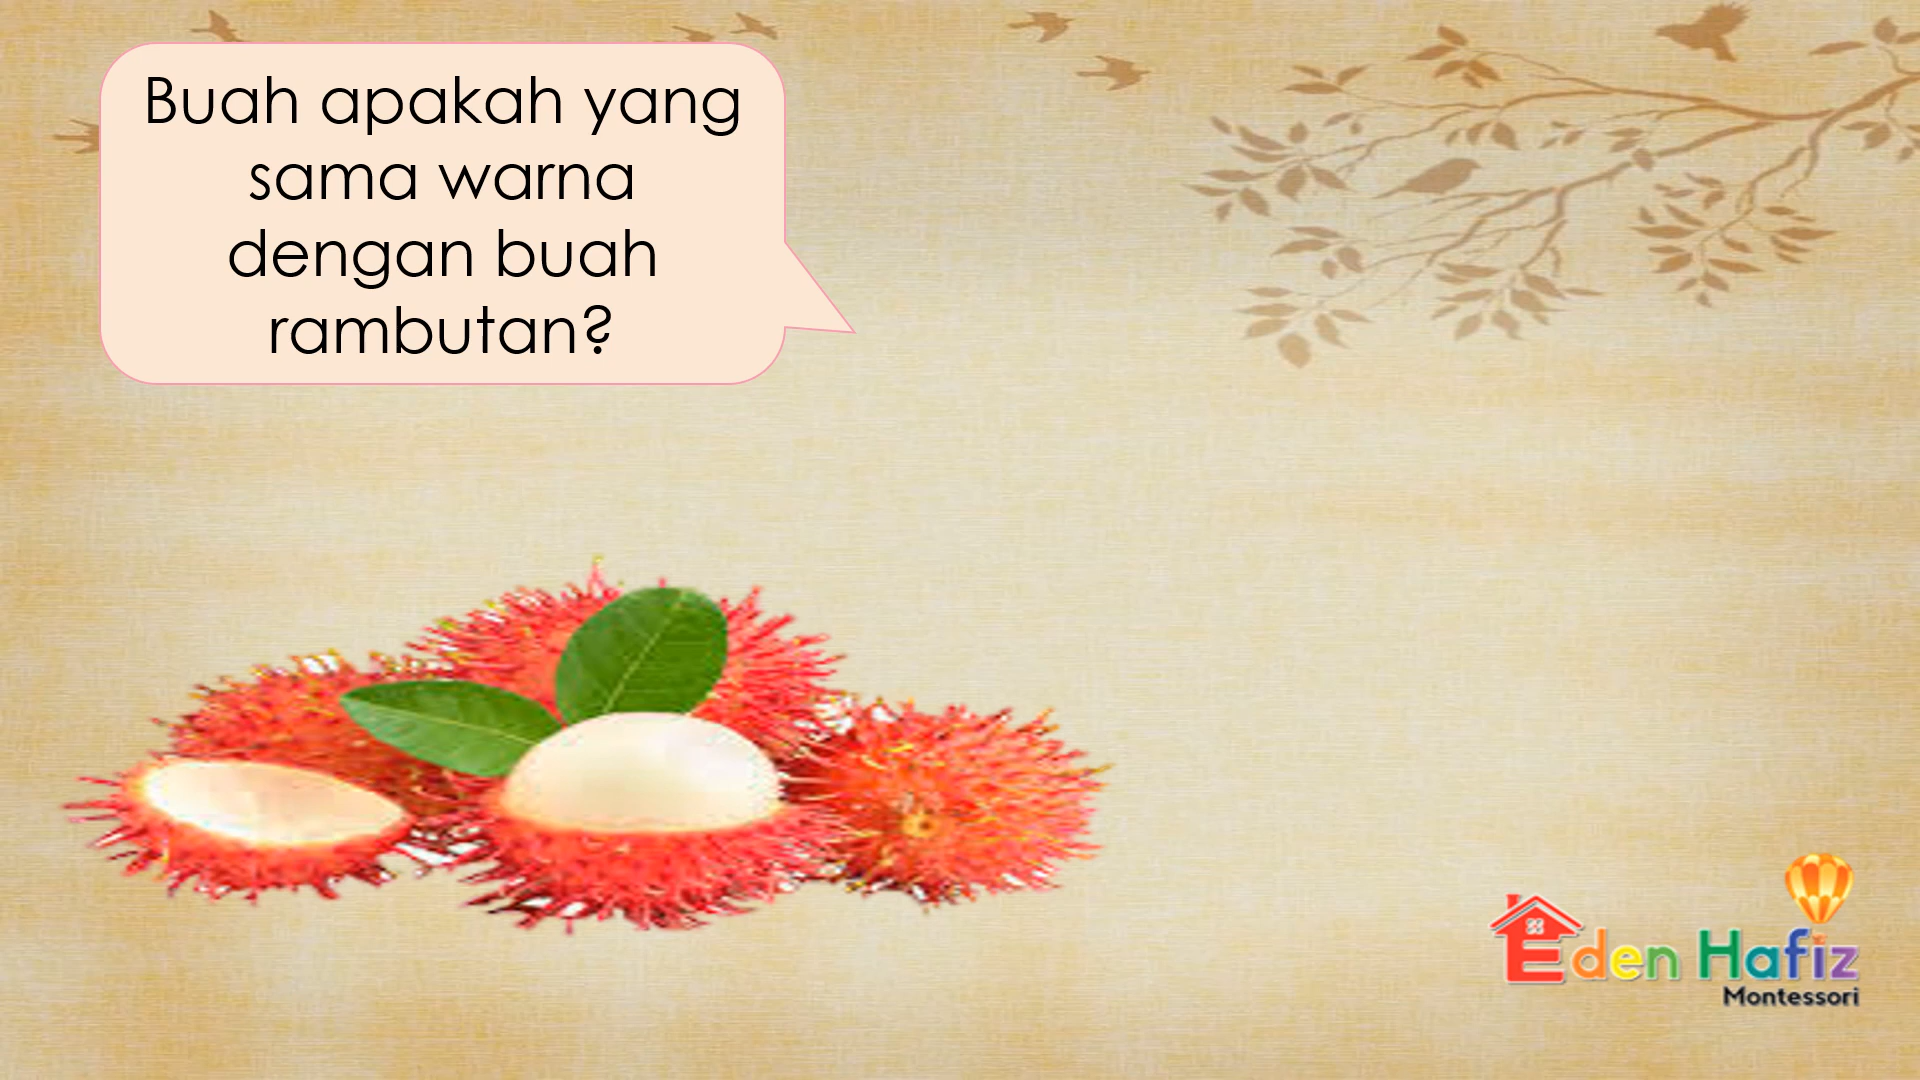 Buah apakah yang
sama warna
dengan buah
rambutan?
Eden Hafiz
Montessori